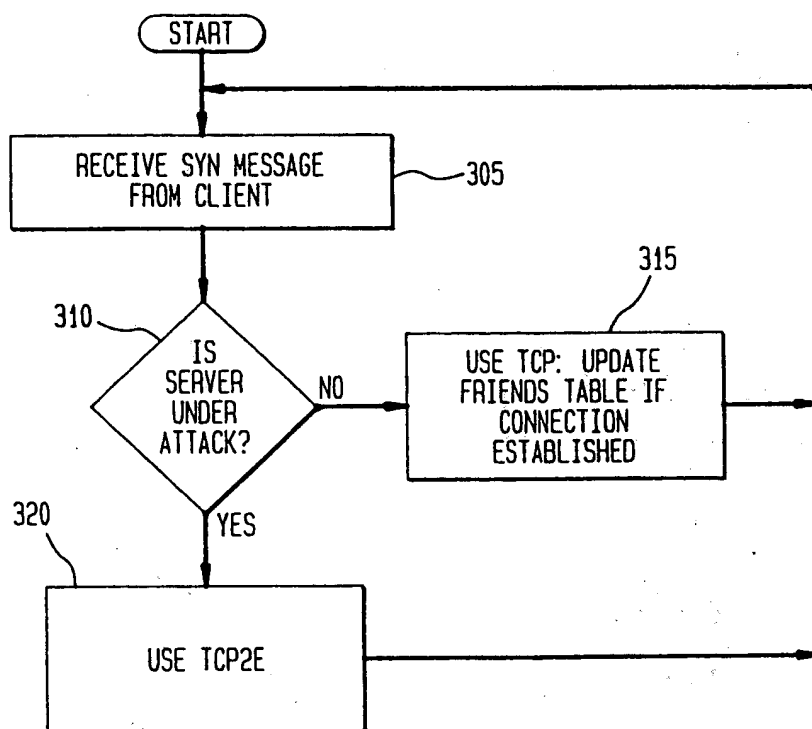 START
RECEIVE SYN MESSAGE
FROM CLIENT
305
310
IS
SERVER
UNDER
ATTACK?
NO
YES
315
USE TCP: UPDATE
FRIENDS TABLE IF
CONNECTION
ESTABLISHED
320
USE TCP2E